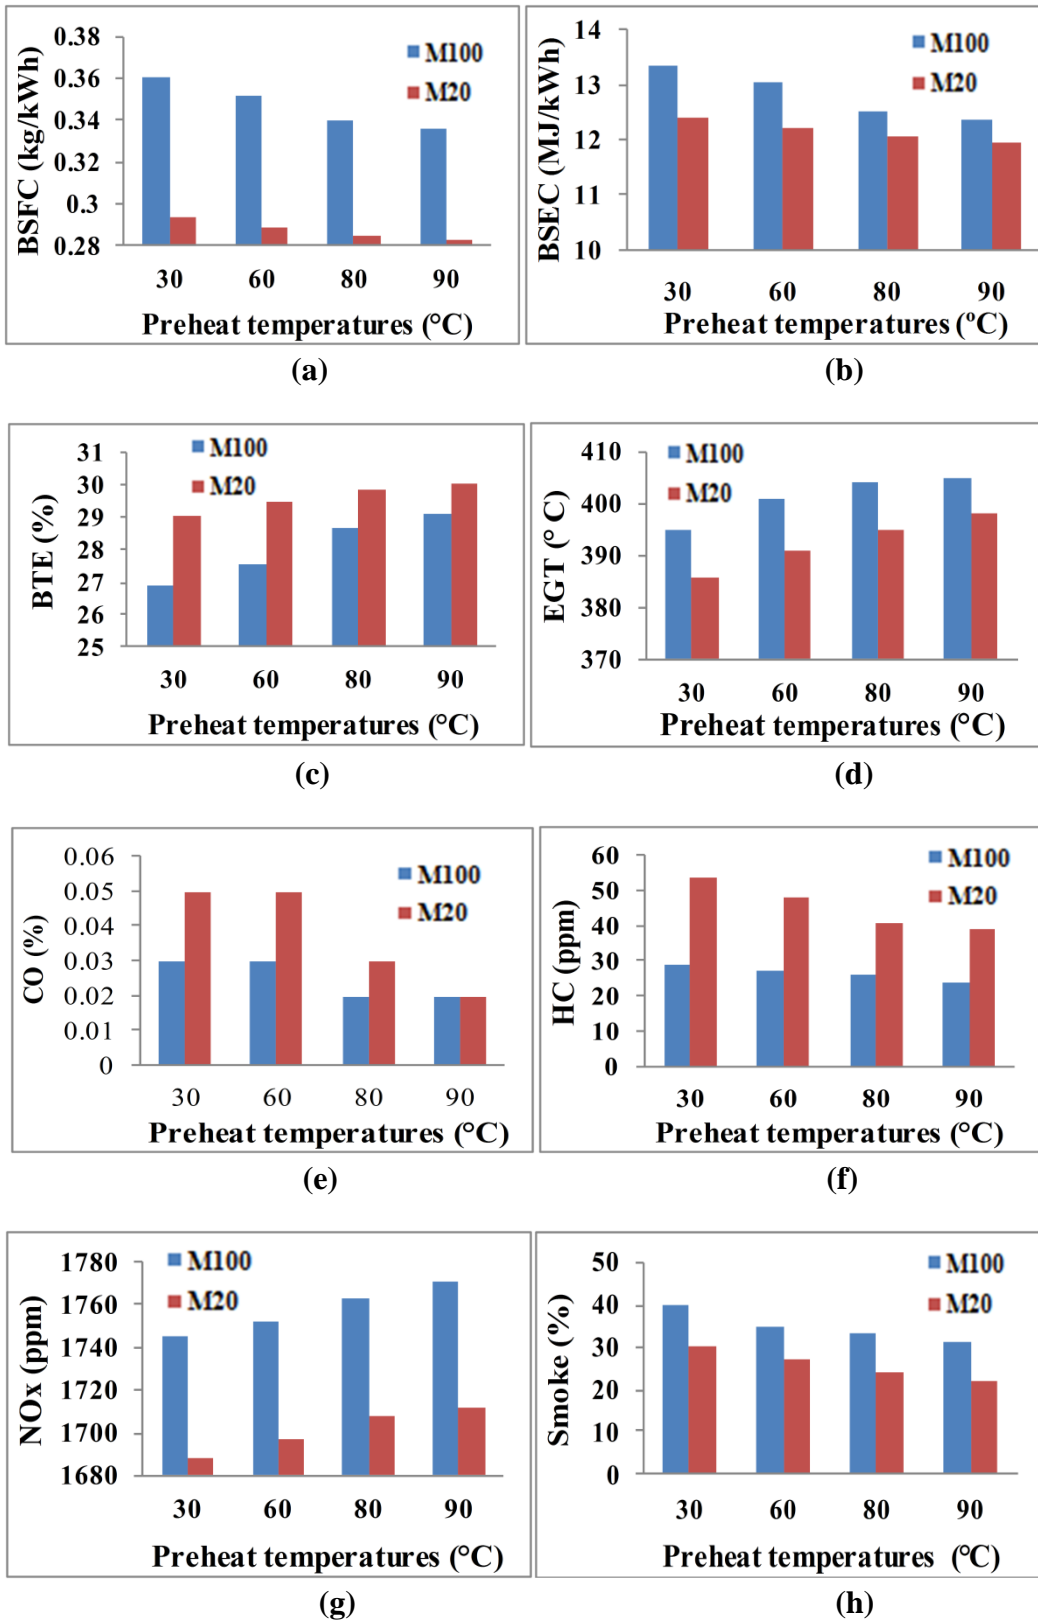 0.38
0.36
0.34
0.32
0.3
0.28
BSFC (kg/kWh)
M100
M20
30 60 80 90
Preheat temperatures (°C)
(a)
14
13
12
11
10
BSEC (MJ/kWh)
M100
M20
30 60 80 90
Preheat temperatures (°C)
(b)
31
30
29
28
27
26
25
BTE (%)
M100
M20
30 60 80 90
Preheat temperatures (°C)
(c)
410
400
390
380
370
EGT (° C)
M100
M20
30 60 80 90
Preheat temperatures (°C)
(d)
0.06
0.05
0.04
0.03
0.02
0.01
0
CO (%)
M100
M20
30 60 80 90
Preheat temperatures (°C)
(e)
60
50
40
30
20
10
0
HC (ppm)
M100
M20
30 60 80 90
Preheat temperatures (°C)
(f)
1780
1760
1740
1720
1700
1680
NOx (ppm)
M100
M20
30 60 80 90
Preheat temperatures (°C)
(g)
50
40
30
20
10
0
Smoke (%)
M100
M20
30 60 80 90
Preheat temperatures (°C)
(h)